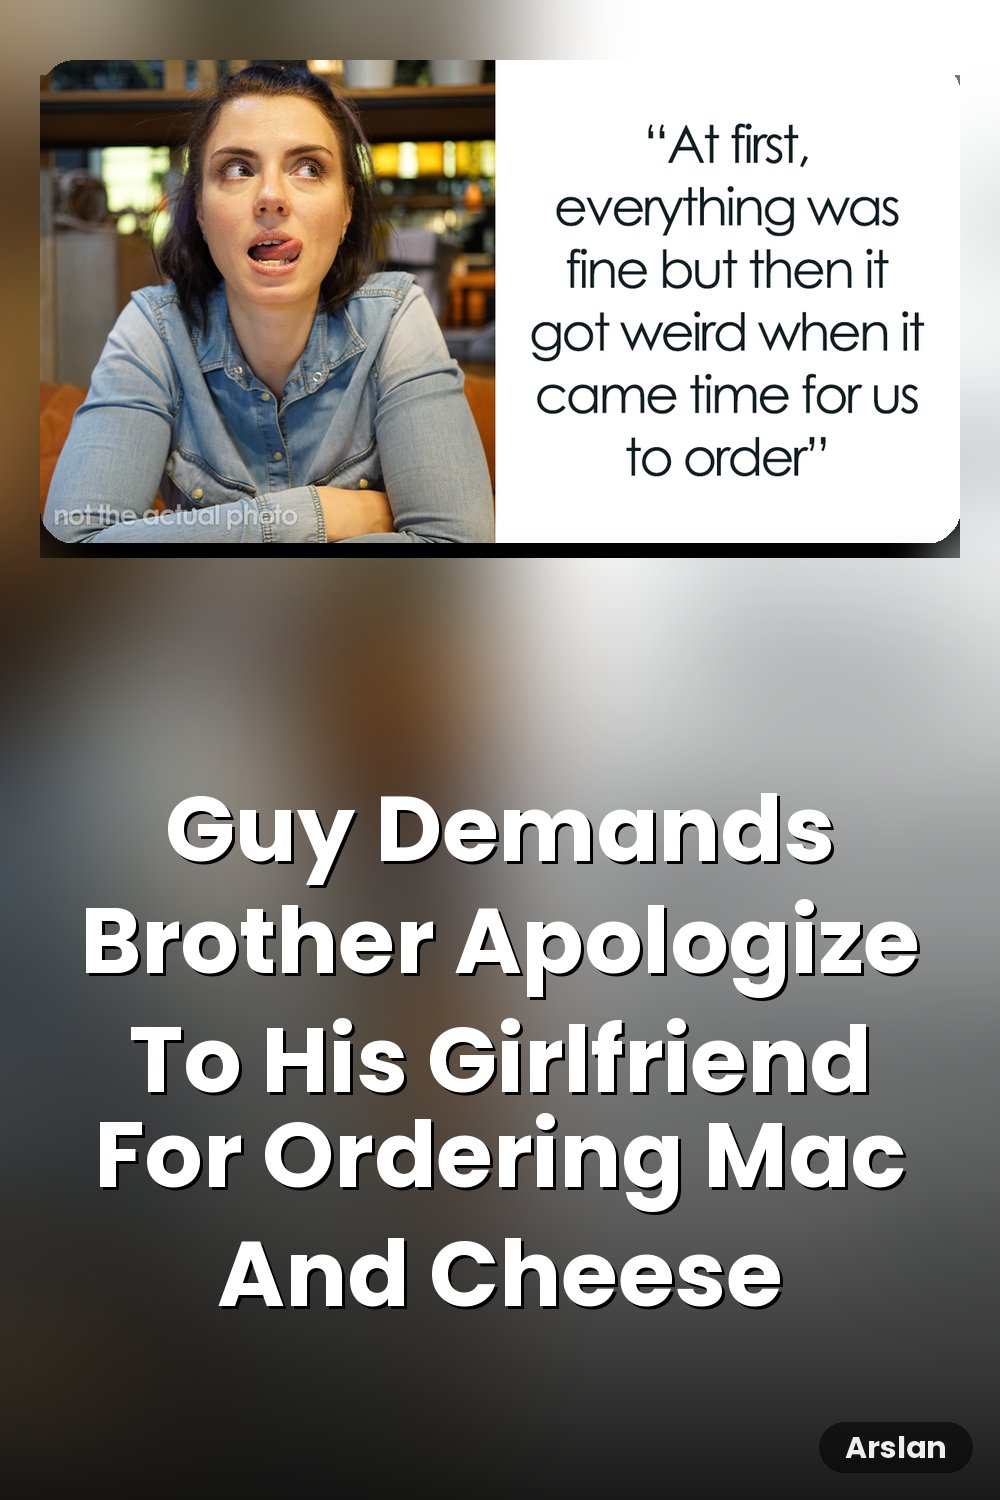 “At first,
everything was
fine but then it
got weird when it
came time for us
to order”
not the actual photo
Guy Demands
Brother Apologize
To His Girlfriend
For Ordering Mac
And Cheese
Arslan